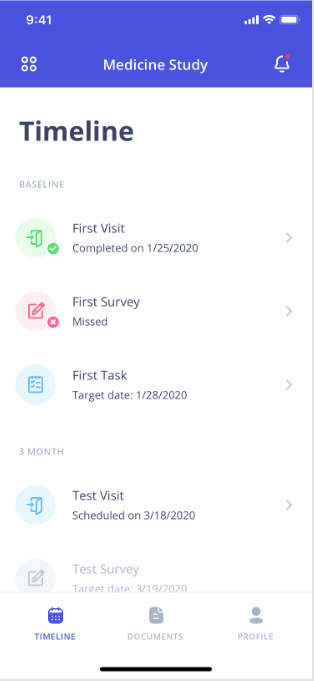 9:41
Medicine Study
Timeline
BASELINE
First Visit
Completed on 1/25/2020
First Survey
Missed
First Task
Target date: 1/28/2020
3 MONTH
Test Visit
Scheduled on 3/18/2020
Test Survey
Target date: 3/19/2020
TIMELINE DOCUMENTS PROFILE